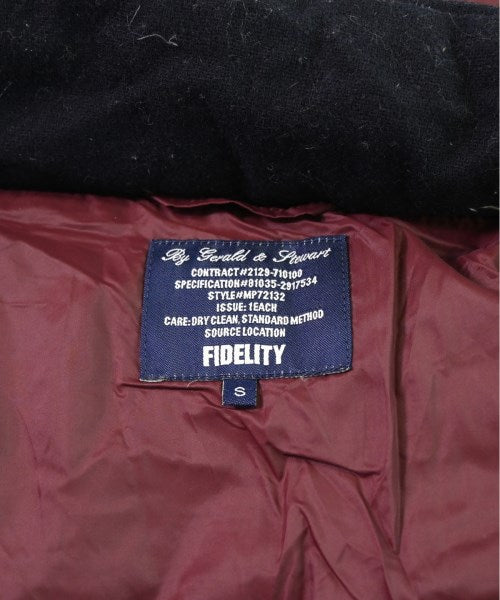 By Gerald & Stewart
CONTRACT#2129-710100
SPECIFICATION#81035-2917534
STYLE#MP72132
ISSUE: 1EACH
CARE: DRY CLEAN, STANDARD METHOD
SOURCE LOCATION
FIDELITY
S